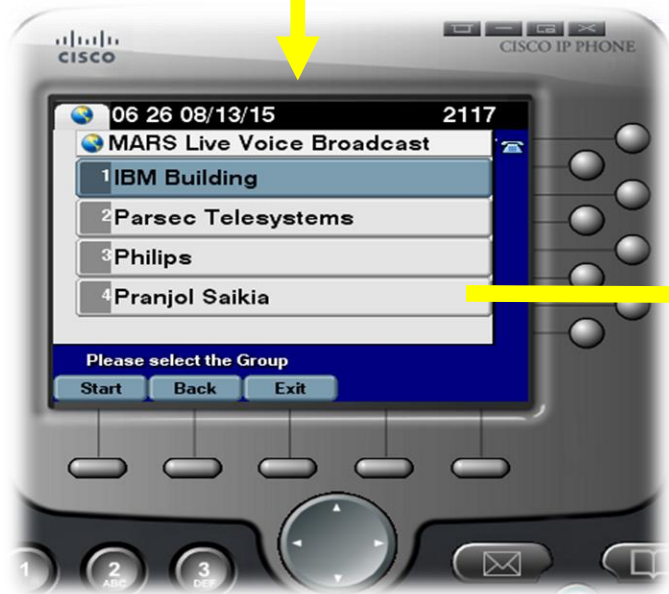 CISCO
CISCO IP PHONE
06 26 08/13/15 2117
MARS Live Voice Broadcast
1 IBM Building
2 Parsec Telesystems
3 Philips
4 Pranjol Saikia
Please select the Group
Start Back Exit
1 2 3
ABC DEF